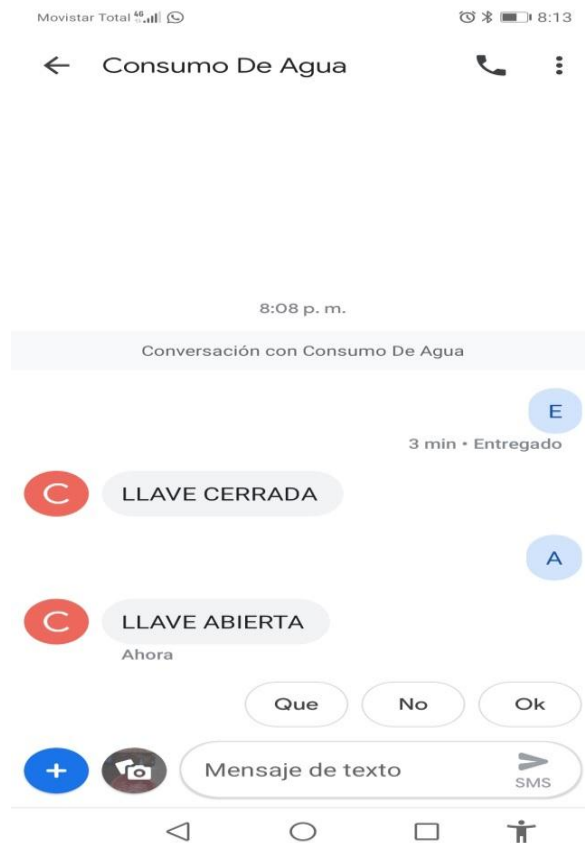 Movistar Total 4G 8:13
Consumo De Agua
8:08 p. m.
Conversación con Consumo De Agua
E
3 min • Entregado
C LLAVE CERRADA
A
C LLAVE ABIERTA
Ahora
Que No Ok
Mensaje de texto
SMS